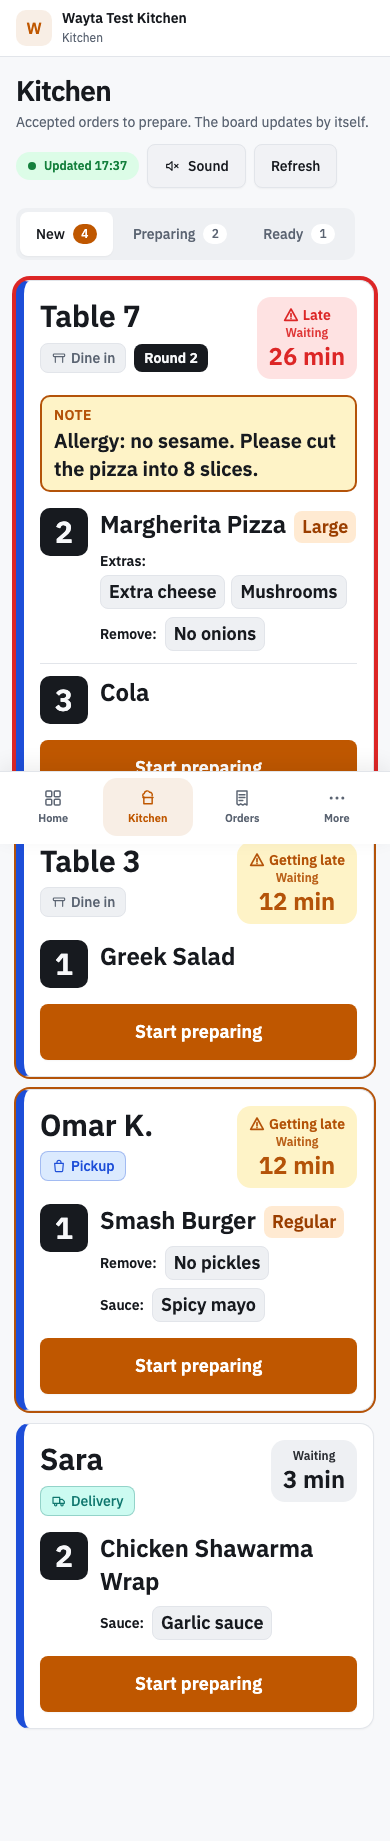 W
Wayta Test Kitchen
Kitchen
Kitchen
Accepted orders to prepare. The board updates by itself.
Updated 17:37
Sound
Refresh
New 4
Preparing 2
Ready 1
Table 7
Late
Waiting
26 min
Dine in
Round 2
NOTE
Allergy: no sesame. Please cut
the pizza into 8 slices.
2 Margherita Pizza Large
Extras:
Extra cheese Mushrooms
Remove: No onions
3 Cola
Start preparing
Home
Kitchen
Orders
More
Table 3
Getting late
Waiting
12 min
Dine in
1 Greek Salad
Start preparing
Omar K.
Getting late
Waiting
12 min
Pickup
1 Smash Burger Regular
Remove: No pickles
Sauce: Spicy mayo
Start preparing
Sara
Waiting
3 min
Delivery
2 Chicken Shawarma
Wrap
Sauce: Garlic sauce
Start preparing